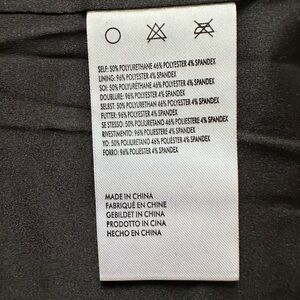 SELF: 50% POLYURETHANE 46% POLYESTER 4% SPANDEX
LINING: 96% POLYESTER 4% SPANDEX
SOI: 50% POLYURETHANE 46% POLYESTER 4% SPANDEX
DOUBLURE: 96% POLYESTER 4% SPANDEX
SELBST: 50% POLYURETHAN 46% POLYESTER 4% SPANDEX
FUTTER: 96% POLYESTER 4% SPANDEX
SE STESSO: 50% POLIURETANO 46% POLIESTERE 4% SPANDEX
RIVESTIMENTO: 96% POLIESTERE 4% SPANDEX
YO: 50% POLIURETANO 46% POLIÉSTER 4% SPANDEX
FORRO: 96% POLIÉSTER 4% SPANDEX
MADE IN CHINA
FABRIQUÉ EN CHINE
GEBILDET IN CHINA
PRODOTTO IN CINA
HECHO EN CHINA